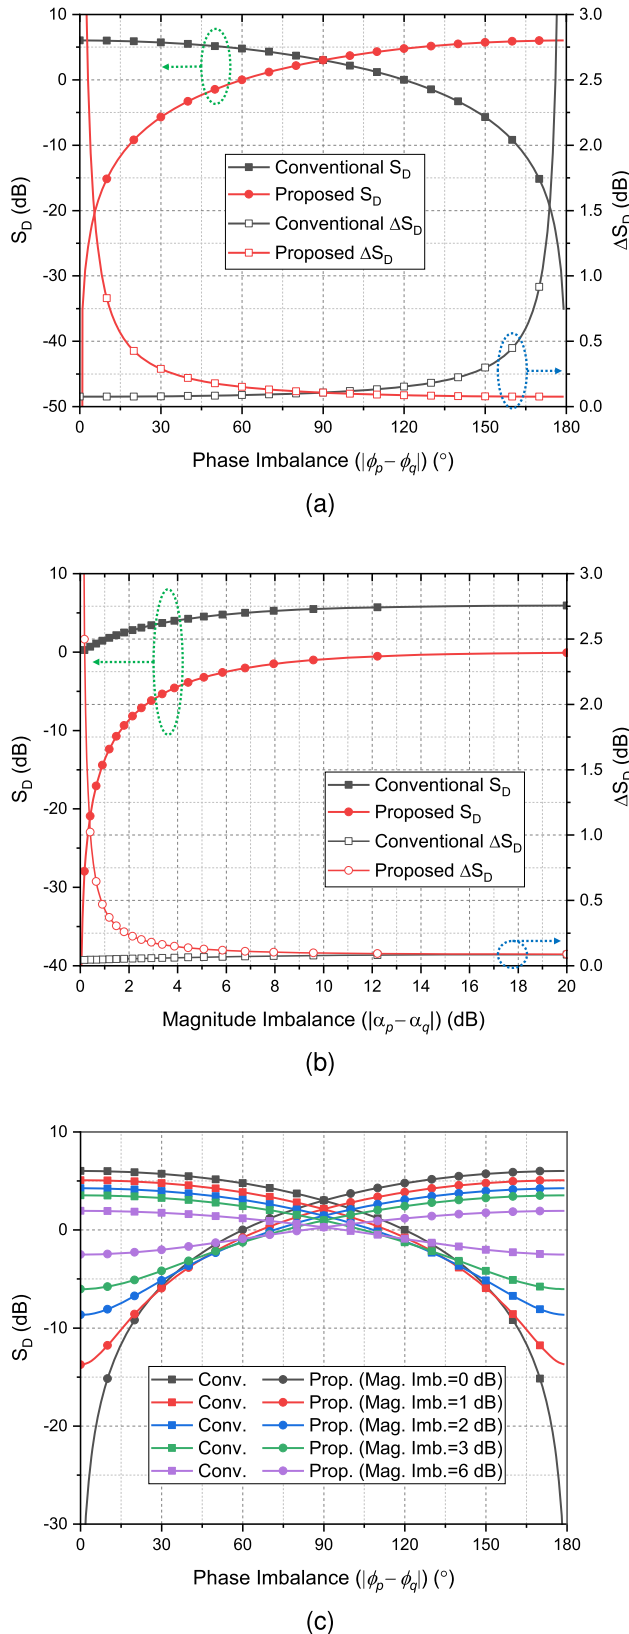 10
0
-10
-20
-30
-40
-50
S_D (dB)
3.0
2.5
2.0
1.5
1.0
0.5
0.0
ΔS_D (dB)
Conventional S_D
Proposed S_D
Conventional ΔS_D
Proposed ΔS_D
0 30 60 90 120 150 180
Phase Imbalance (|ϕ_p − ϕ_q|) (°)
(a)
10
0
-10
-20
-30
-40
S_D (dB)
3.0
2.5
2.0
1.5
1.0
0.5
0.0
ΔS_D (dB)
Conventional S_D
Proposed S_D
Conventional ΔS_D
Proposed ΔS_D
0 2 4 6 8 10 12 14 16 18 20
Magnitude Imbalance (|α_p − α_q|) (dB)
(b)
10
0
-10
-20
-30
S_D (dB)
Conv. Prop. (Mag. Imb.=0 dB)
Conv. Prop. (Mag. Imb.=1 dB)
Conv. Prop. (Mag. Imb.=2 dB)
Conv. Prop. (Mag. Imb.=3 dB)
Conv. Prop. (Mag. Imb.=6 dB)
0 30 60 90 120 150 180
Phase Imbalance (|ϕ_p − ϕ_q|) (°)
(c)